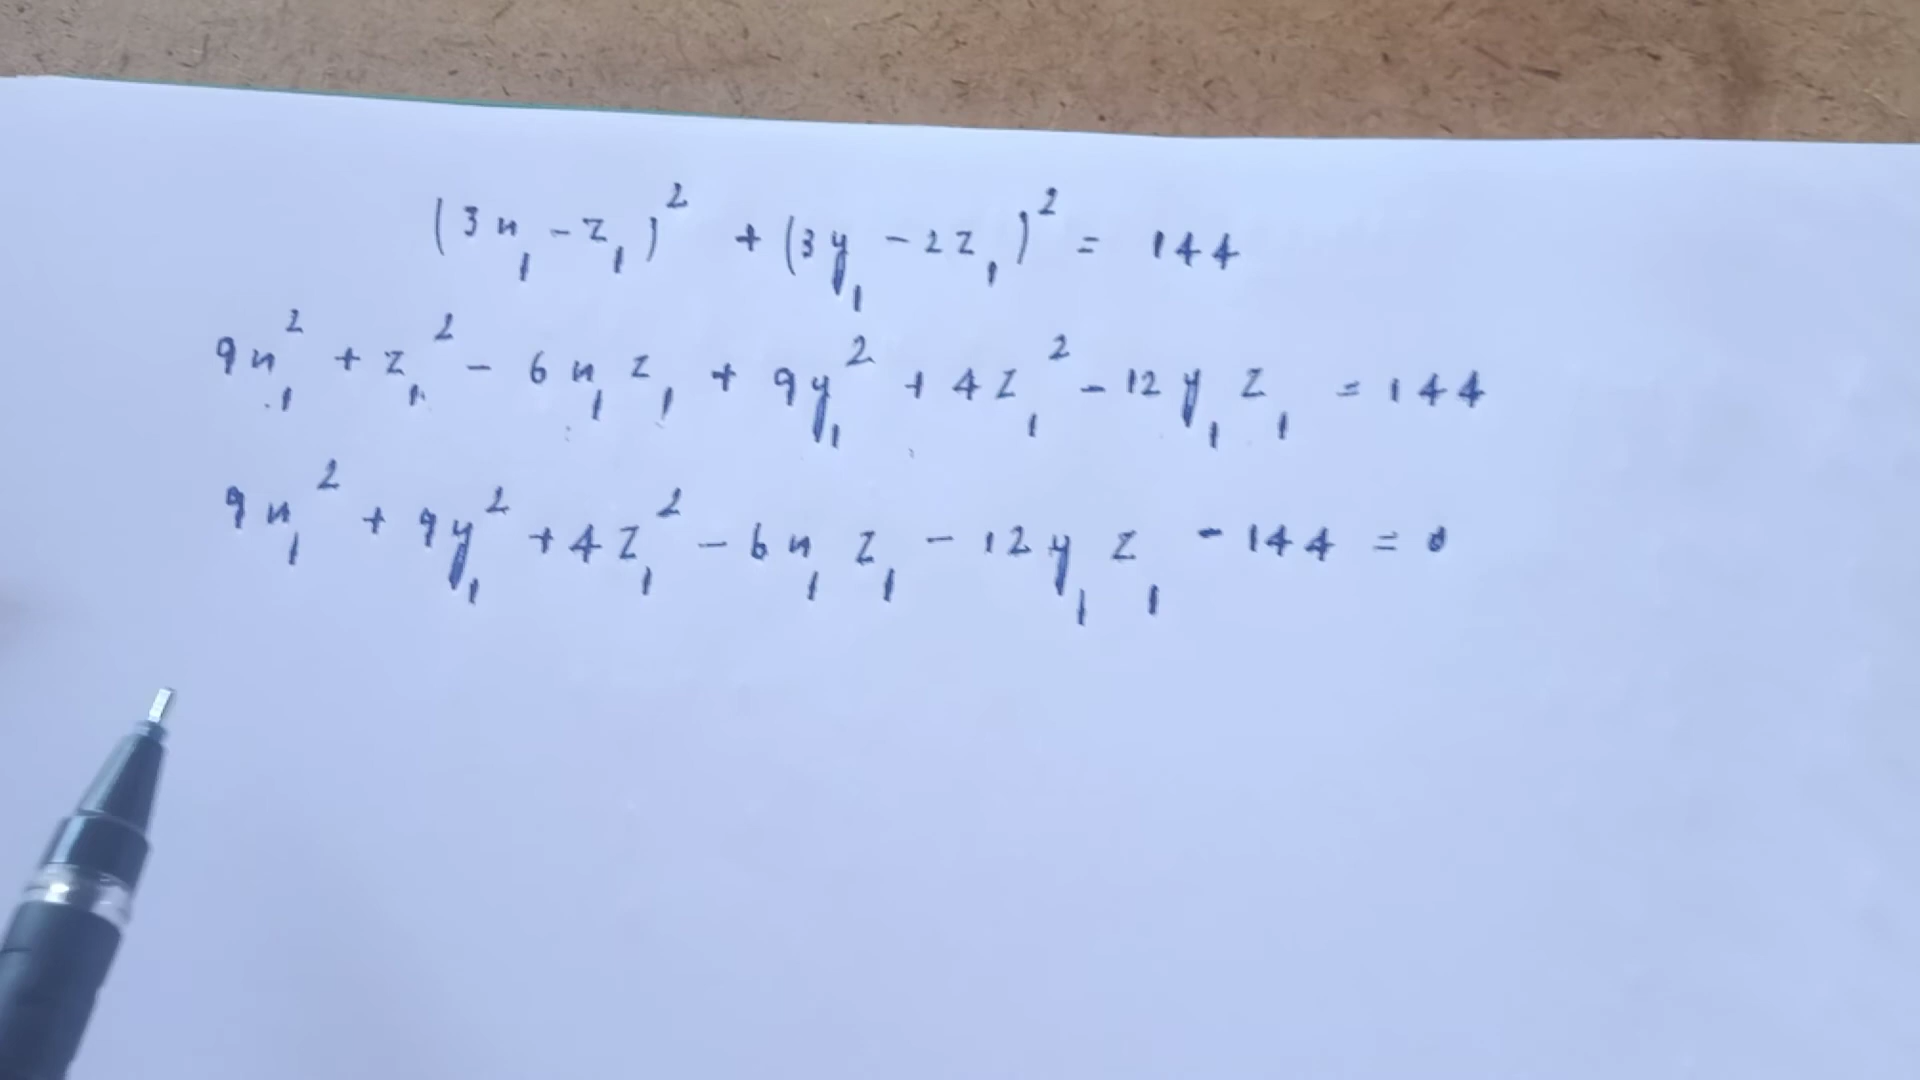 (3x₁ - z₁)² + (3y₁ - 2z₁)² = 144
9x₁² + z₁² - 6x₁z₁ + 9y₁² + 4z₁² - 12y₁z₁ = 144
9x₁² + 9y₁² + 4z₁² - 6x₁z₁ - 12y₁z₁ - 144 = 0